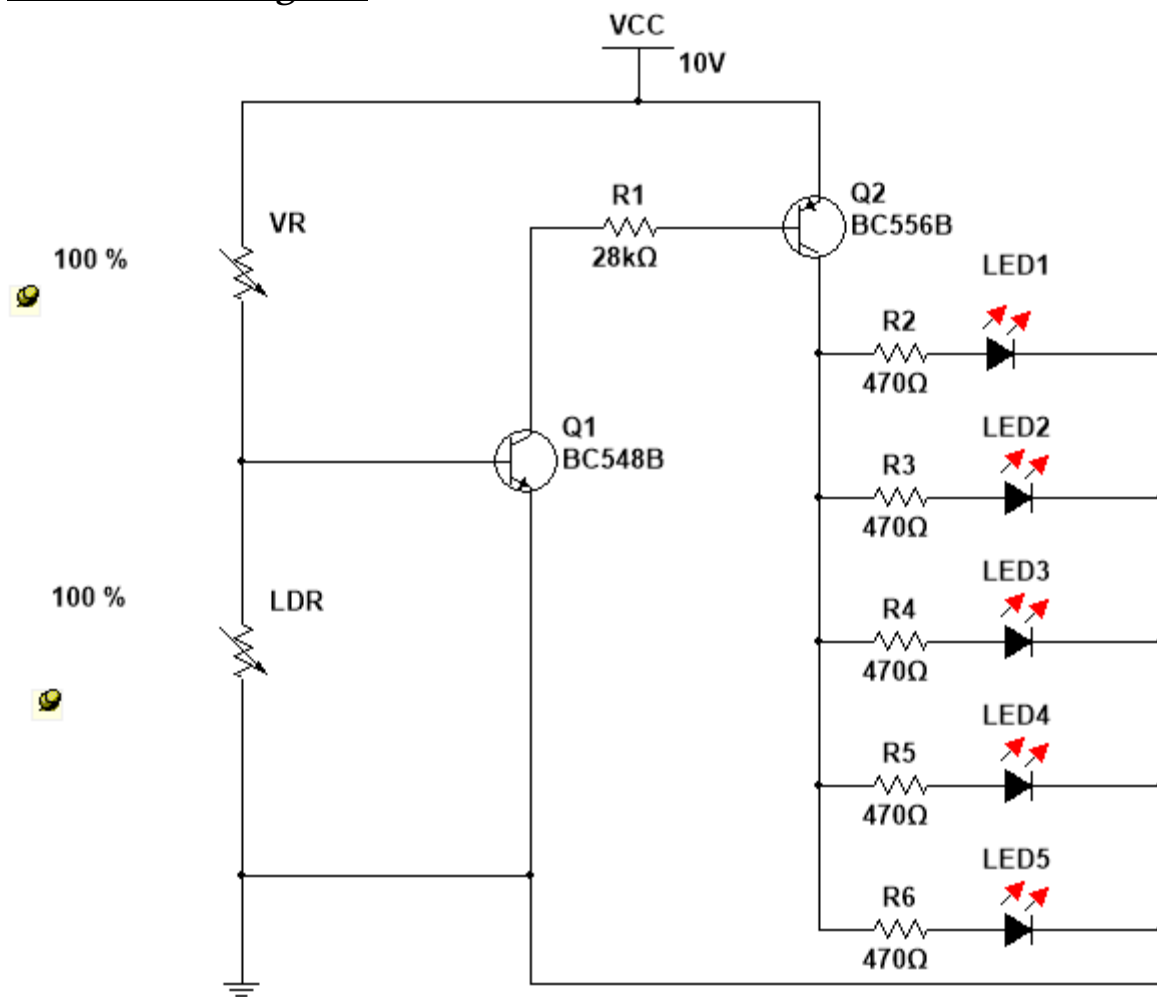 VCC
10V
VR
100 %
R1
28kΩ
Q2
BC556B
LED1
R2
470Ω
Q1
BC548B
LED2
R3
470Ω
LDR
100 %
LED3
R4
470Ω
LED4
R5
470Ω
LED5
R6
470Ω